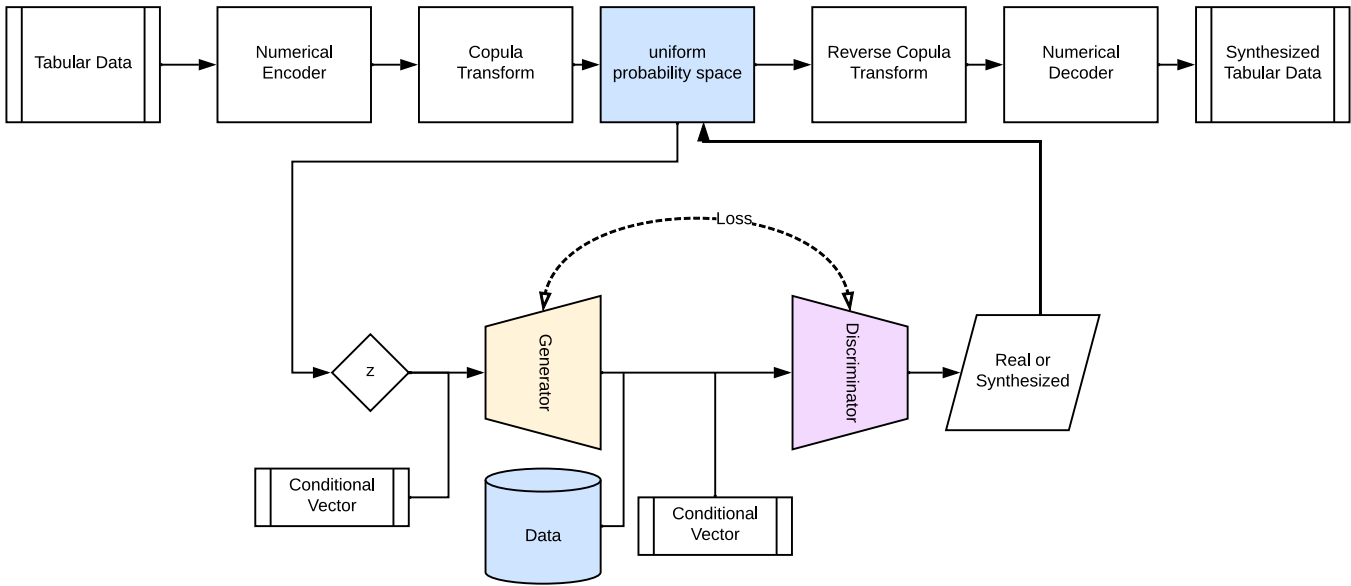 Tabular Data
Numerical
Encoder
Copula
Transform
uniform
probability space
Reverse Copula
Transform
Numerical
Decoder
Synthesized
Tabular Data
Loss
z
Generator
Discriminator
Real or
Synthesized
Conditional
Vector
Data
Conditional
Vector